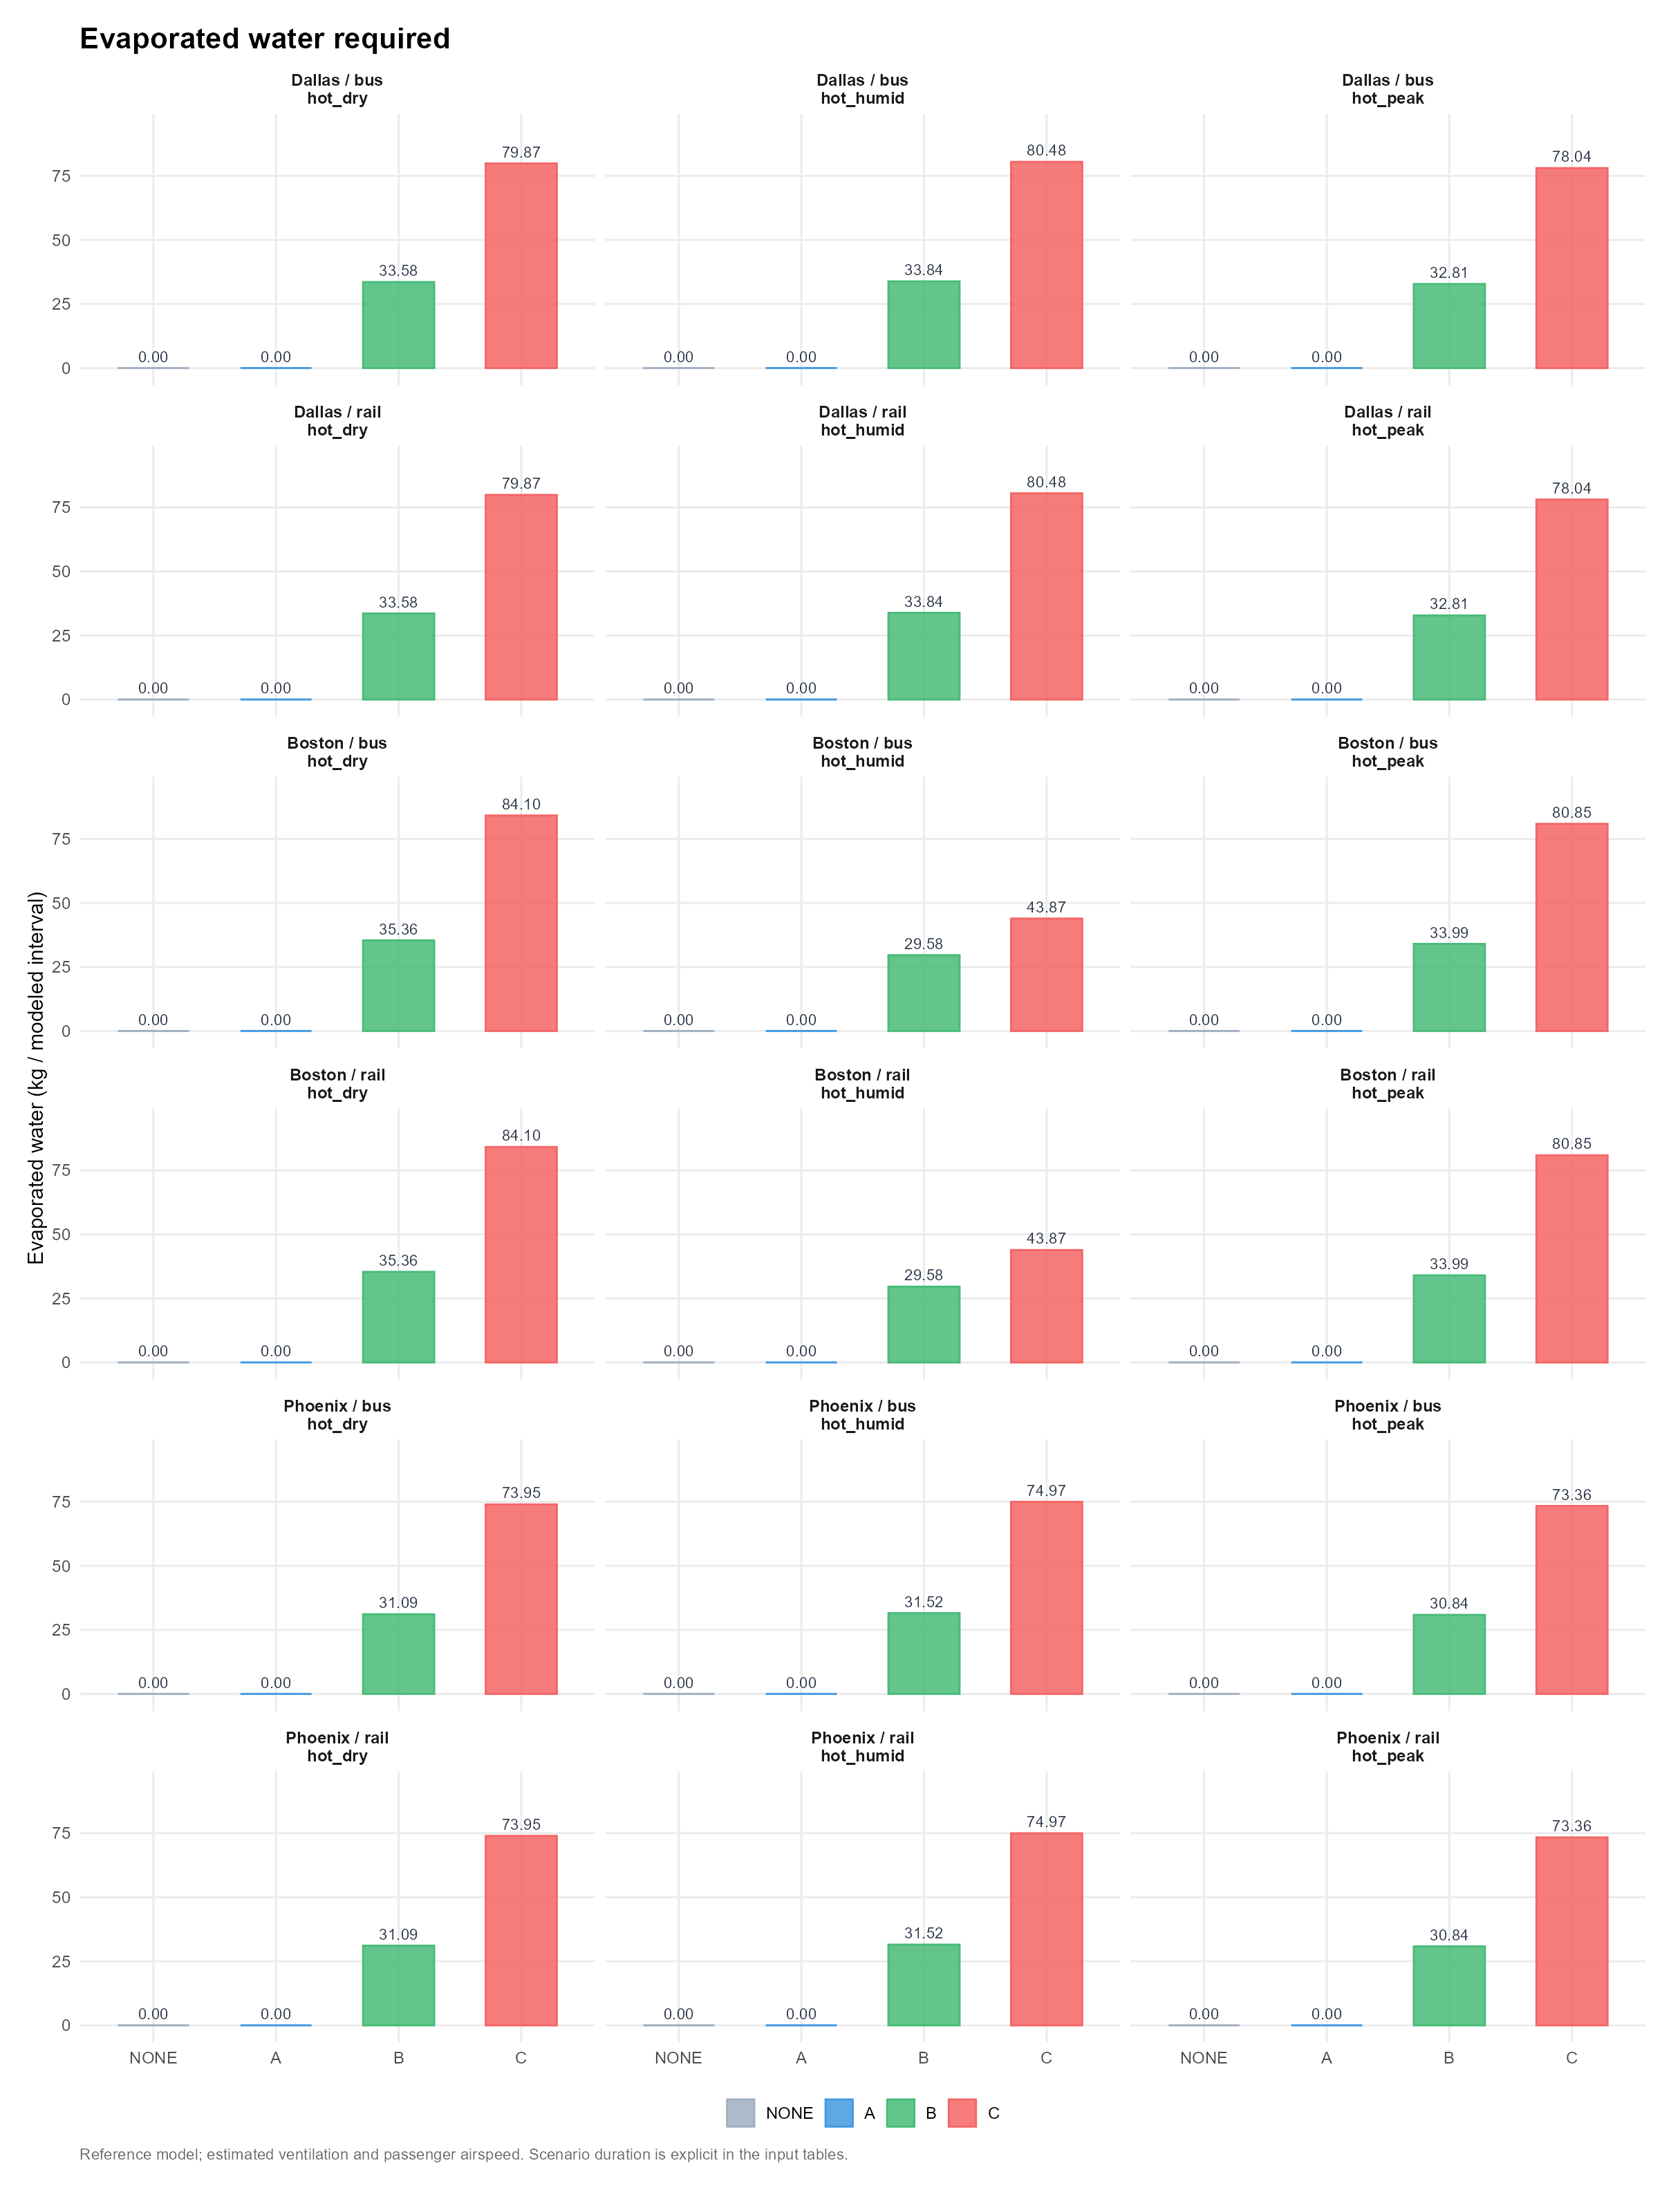 Evaporated water required
Dallas / bus
hot_dry
Dallas / bus
hot_humid
Dallas / bus
hot_peak
75
50
25
0
0.00 0.00 33.58 79.87
0.00 0.00 33.84 80.48
0.00 0.00 32.81 78.04
Dallas / rail
hot_dry
Dallas / rail
hot_humid
Dallas / rail
hot_peak
75
50
25
0
0.00 0.00 33.58 79.87
0.00 0.00 33.84 80.48
0.00 0.00 32.81 78.04
Boston / bus
hot_dry
Boston / bus
hot_humid
Boston / bus
hot_peak
75
50
25
0
0.00 0.00 35.36 84.10
0.00 0.00 29.58 43.87
0.00 0.00 33.99 80.85
Evaporated water (kg / modeled interval)
Boston / rail
hot_dry
Boston / rail
hot_humid
Boston / rail
hot_peak
75
50
25
0
0.00 0.00 35.36 84.10
0.00 0.00 29.58 43.87
0.00 0.00 33.99 80.85
Phoenix / bus
hot_dry
Phoenix / bus
hot_humid
Phoenix / bus
hot_peak
75
50
25
0
0.00 0.00 31.09 73.95
0.00 0.00 31.52 74.97
0.00 0.00 30.84 73.36
Phoenix / rail
hot_dry
Phoenix / rail
hot_humid
Phoenix / rail
hot_peak
75
50
25
0
0.00 0.00 31.09 73.95
0.00 0.00 31.52 74.97
0.00 0.00 30.84 73.36
NONE A B C
NONE A B C
NONE A B C
NONE A B C
Reference model; estimated ventilation and passenger airspeed. Scenario duration is explicit in the input tables.